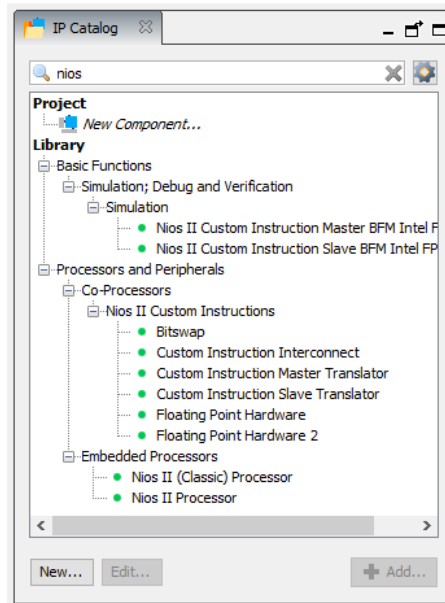 IP Catalog
nios
Project
New Component...
Library
Basic Functions
Simulation; Debug and Verification
Simulation
Nios II Custom Instruction Master BFM Intel F
Nios II Custom Instruction Slave BFM Intel FP
Processors and Peripherals
Co-Processors
Nios II Custom Instructions
Bitswap
Custom Instruction Interconnect
Custom Instruction Master Translator
Custom Instruction Slave Translator
Floating Point Hardware
Floating Point Hardware 2
Embedded Processors
Nios II (Classic) Processor
Nios II Processor
New... Edit... Add...